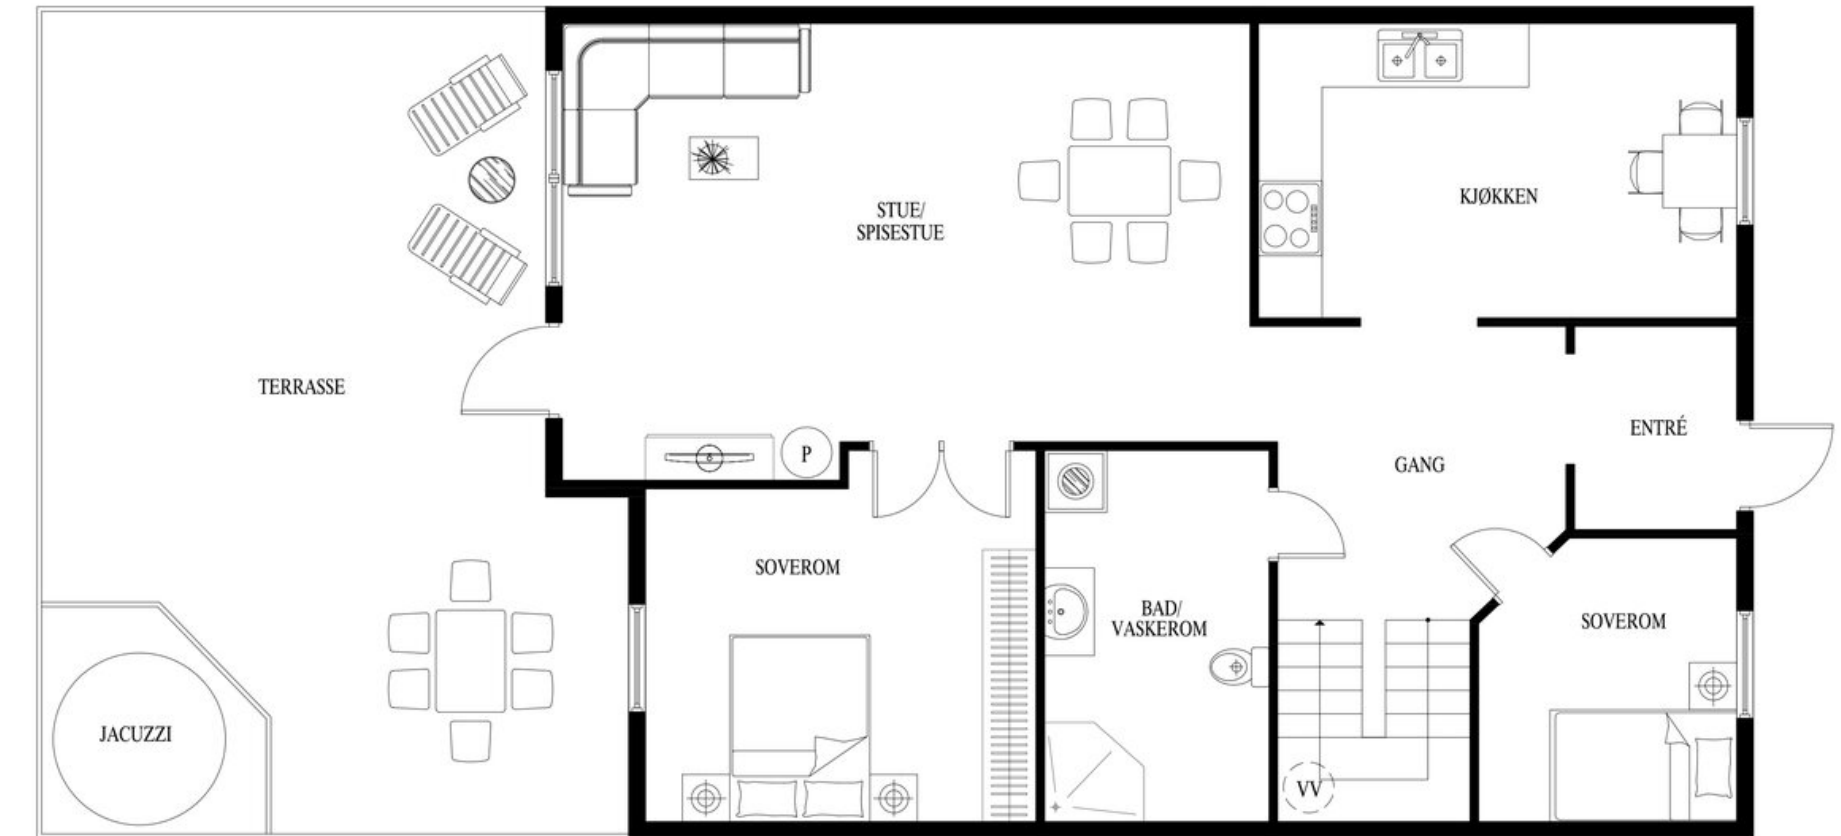 STUE/
SPISESTUE
KJØKKEN
TERRASSE
ENTRÉ
P
GANG
SOVEROM
BAD/
VASKEROM
SOVEROM
JACUZZI
VV